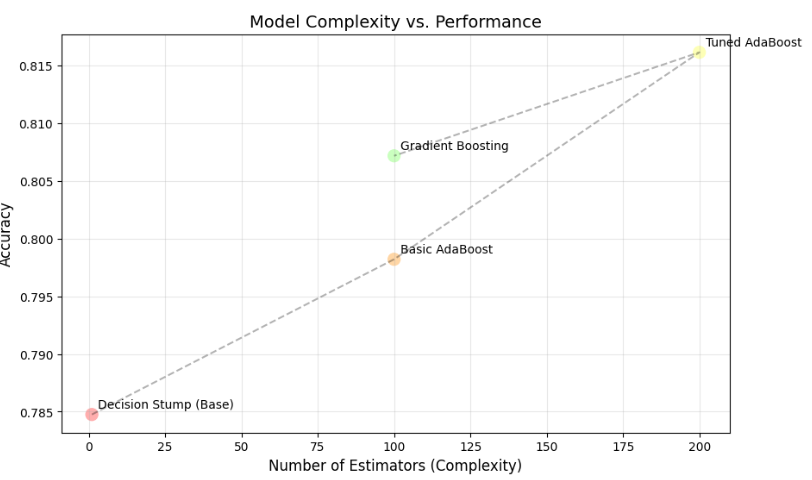 Model Complexity vs. Performance
Tuned AdaBoost
0.815
0.810
Gradient Boosting
0.805
0.800
Basic AdaBoost
0.795
0.790
Decision Stump (Base)
0.785
Accuracy
0 25 50 75 100 125 150 175 200
Number of Estimators (Complexity)